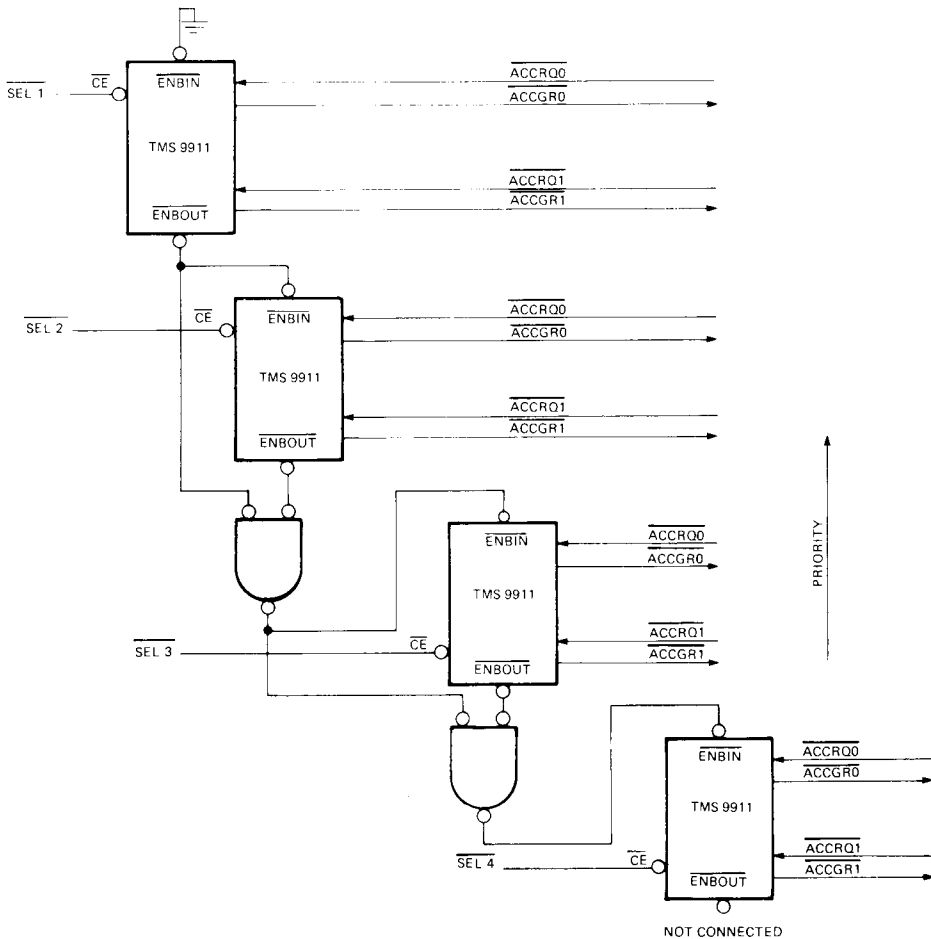 ACCRQ0
CE
ENBIN
SEL 1
ACCGR0
TMS 9911
ACCRQ1
ACCGR1
ENBOUT
ACCRQ0
CE
ENBIN
SEL 2
ACCGR0
TMS 9911
ACCRQ1
ACCGR1
ENBOUT
ACCRQ0
ENBIN
ACCGR0
PRIORITY
TMS 9911
ACCRQ1
CE
SEL 3
ACCGR1
ENBOUT
ACCRQ0
ENBIN
ACCGR0
TMS 9911
ACCRQ1
CE
SEL 4
ACCGR1
ENBOUT
NOT CONNECTED